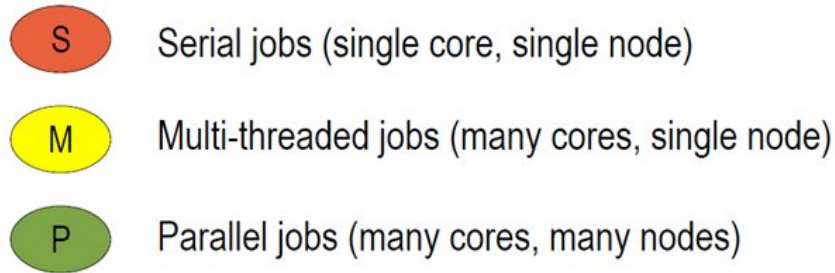 S Serial jobs (single core, single node)
M Multi-threaded jobs (many cores, single node)
P Parallel jobs (many cores, many nodes)